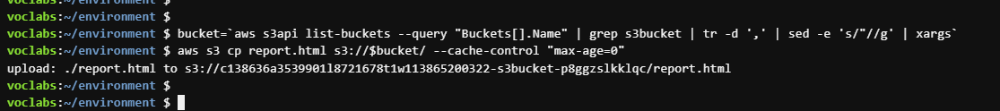 voclabs:~/environment $
voclabs:~/environment $
voclabs:~/environment $ bucket=`aws s3api list-buckets --query "Buckets[].Name" | grep s3bucket | tr -d ',' | sed -e 's/"//g' | xargs`
voclabs:~/environment $ aws s3 cp report.html s3://$bucket/ --cache-control "max-age=0"
upload: ./report.html to s3://c138636a3539901l8721678t1w113865200322-s3bucket-p8ggzslkklqc/report.html
voclabs:~/environment $
voclabs:~/environment $